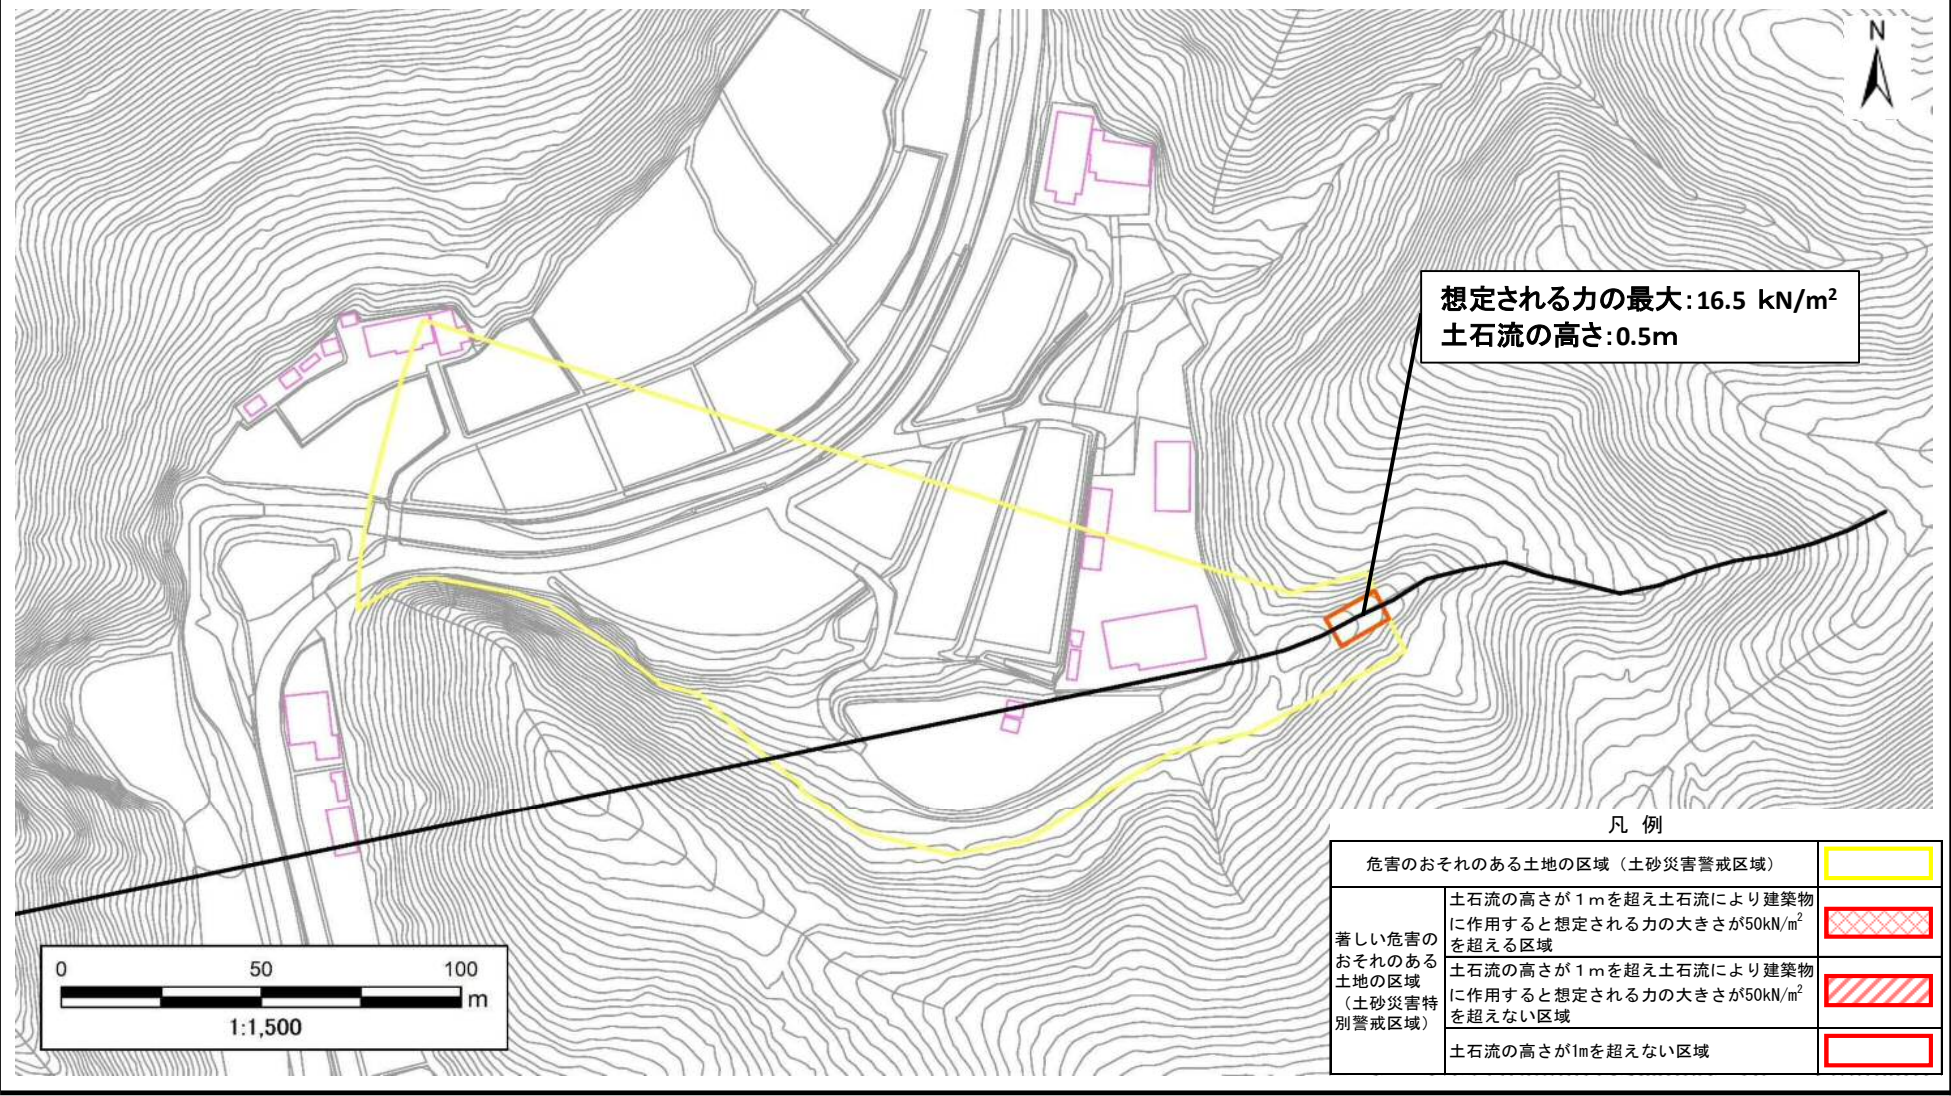 N
想定される力の最大：16.5 kN/m²
土石流の高さ：0.5m
凡 例
危害のおそれのある土地の区域（土砂災害警戒区域）
著しい危害の
おそれのある
土地の区域
（土砂災害特
別警戒区域）
土石流の高さが１ｍを超え土石流により建築物
に作用すると想定される力の大きさが50kN/㎡
を超える区域
土石流の高さが１ｍを超え土石流により建築物
に作用すると想定される力の大きさが50kN/㎡
を超えない区域
土石流の高さが1mを超えない区域
0 50 100
m
1:1,500